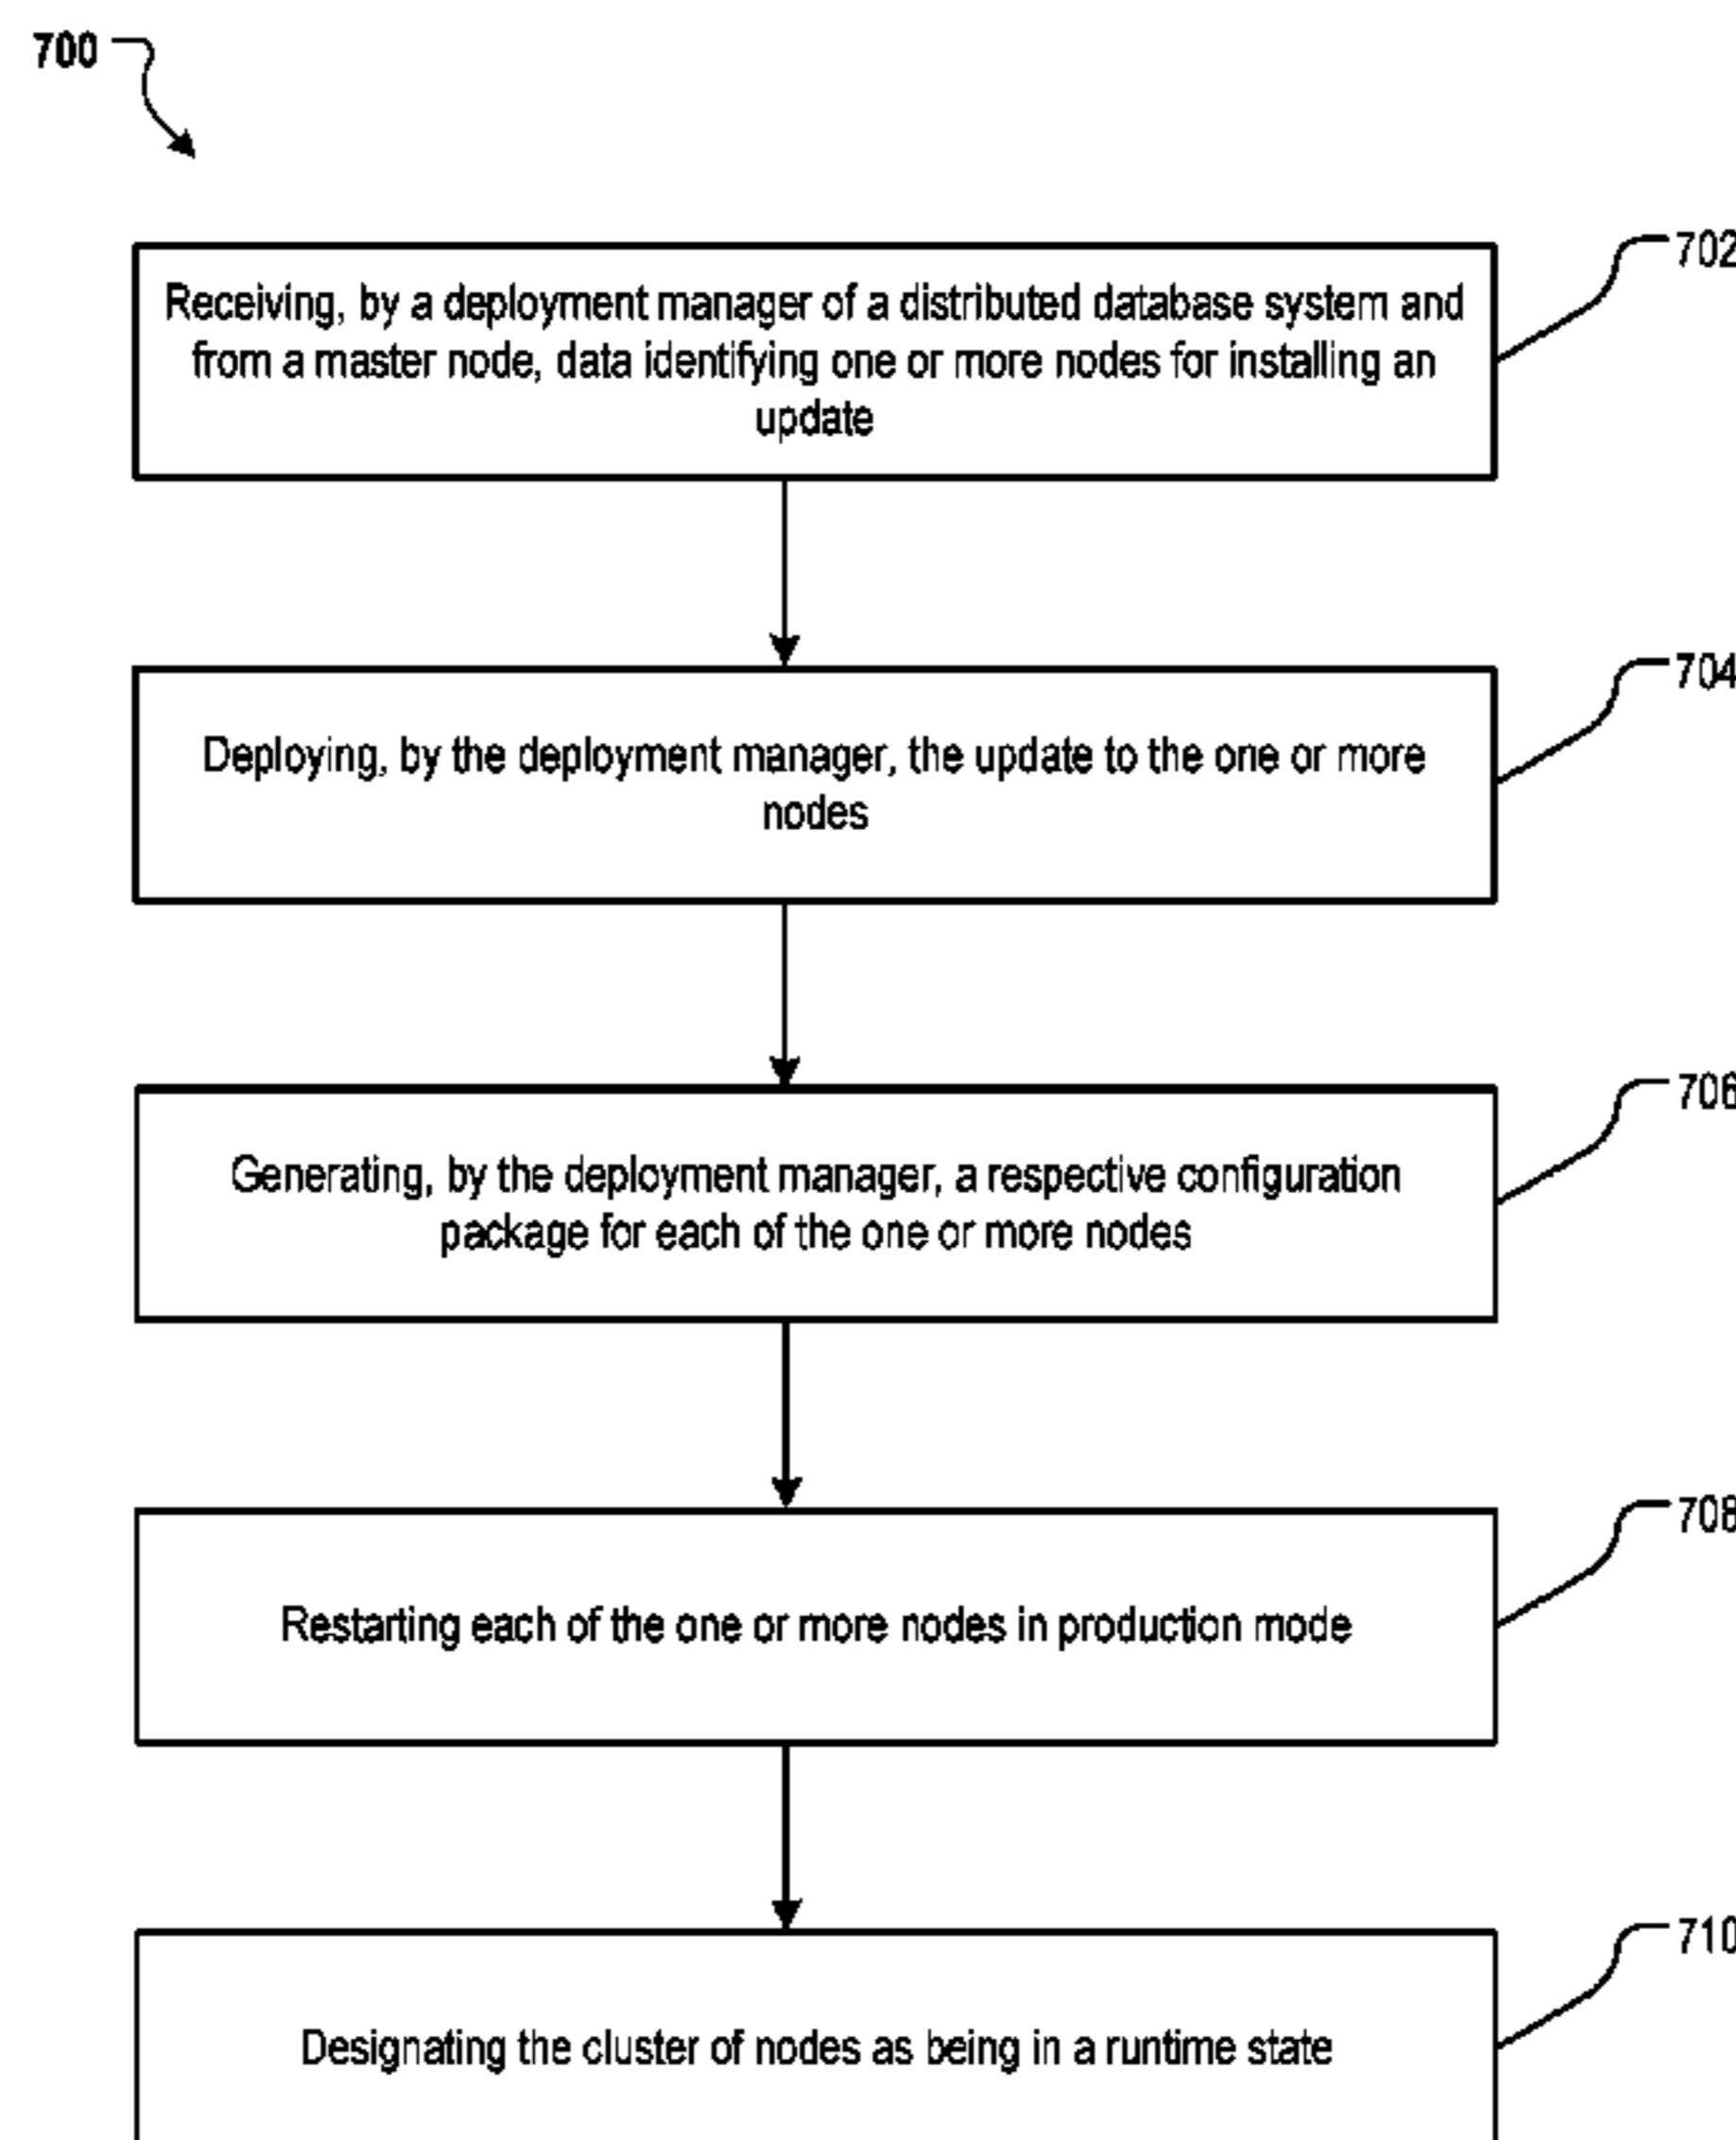 700
702
Receiving, by a deployment manager of a distributed database system and
from a master node, data identifying one or more nodes for installing an
update
704
Deploying, by the deployment manager, the update to the one or more
nodes
706
Generating, by the deployment manager, a respective configuration
package for each of the one or more nodes
708
Restarting each of the one or more nodes in production mode
710
Designating the cluster of nodes as being in a runtime state